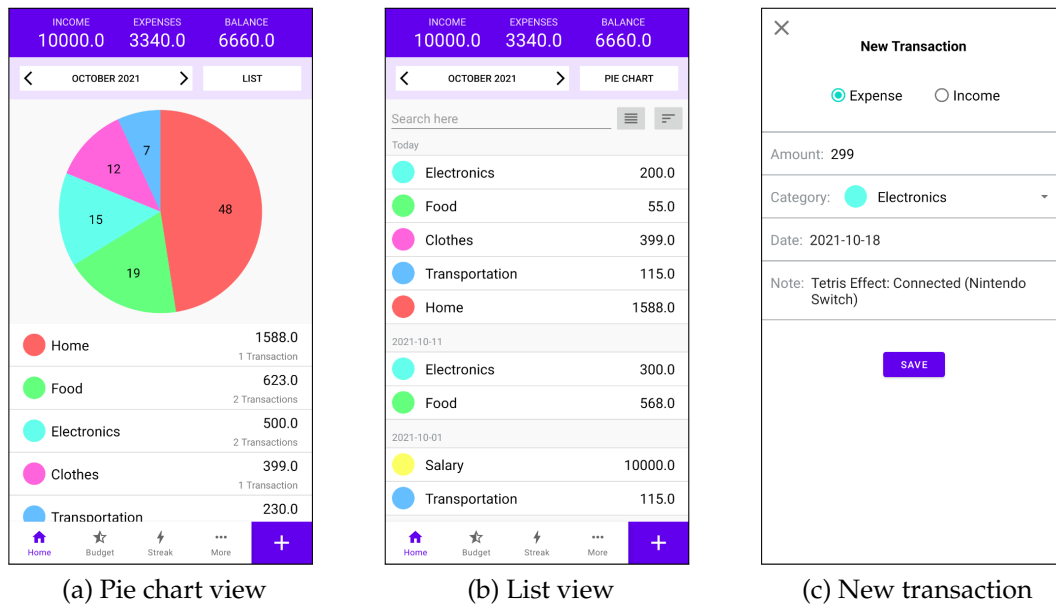 INCOME EXPENSES BALANCE
10000.0 3340.0 6660.0
OCTOBER 2021 LIST
7
12
48
15
19
Home 1588.0
1 Transaction
Food 623.0
2 Transactions
Electronics 500.0
2 Transactions
Clothes 399.0
1 Transaction
Transportation 230.0
Home Budget Streak More +
(a) Pie chart view
INCOME EXPENSES BALANCE
10000.0 3340.0 6660.0
OCTOBER 2021 PIE CHART
Search here
Today
Electronics 200.0
Food 55.0
Clothes 399.0
Transportation 115.0
Home 1588.0
2021-10-11
Electronics 300.0
Food 568.0
2021-10-01
Salary 10000.0
Transportation 115.0
Home Budget Streak More +
(b) List view
New Transaction
Expense Income
Amount: 299
Category: Electronics
Date: 2021-10-18
Note: Tetris Effect: Connected (Nintendo
Switch)
SAVE
(c) New transaction